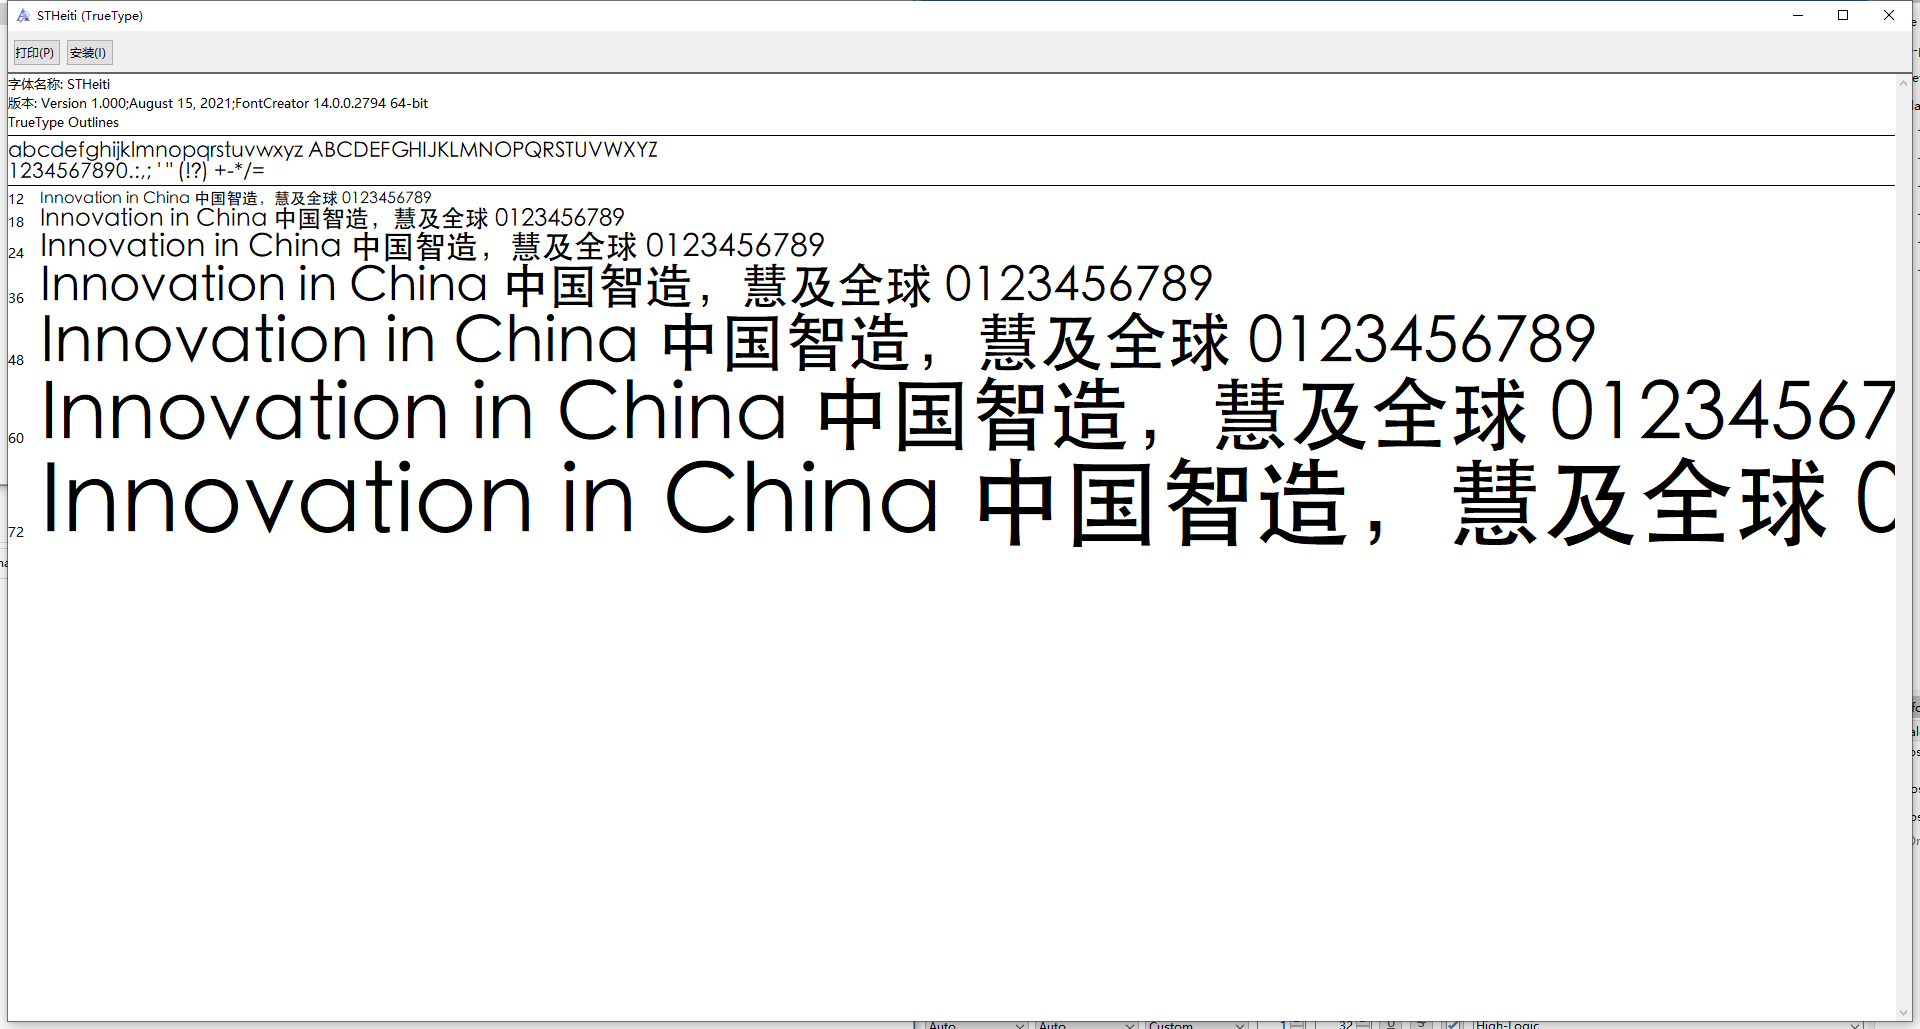 STHeiti (TrueType)
打印(P) 安装(I)
字体名称: STHeiti
版本: Version 1.000;August 15, 2021;FontCreator 14.0.0.2794 64-bit
TrueType Outlines
abcdefghijklmnopqrstuvwxyz ABCDEFGHIJKLMNOPQRSTUVWXYZ
1234567890.:,; ' " (!?) +-*/=
12 Innovation in China 中国智造，慧及全球 0123456789
18 Innovation in China 中国智造，慧及全球 0123456789
24 Innovation in China 中国智造，慧及全球 0123456789
36 Innovation in China 中国智造，慧及全球 0123456789
48 Innovation in China 中国智造，慧及全球 0123456789
60 Innovation in China 中国智造，慧及全球 01234567
72 Innovation in China 中国智造，慧及全球 0
Auto Auto Custom 1 32 High-Logic